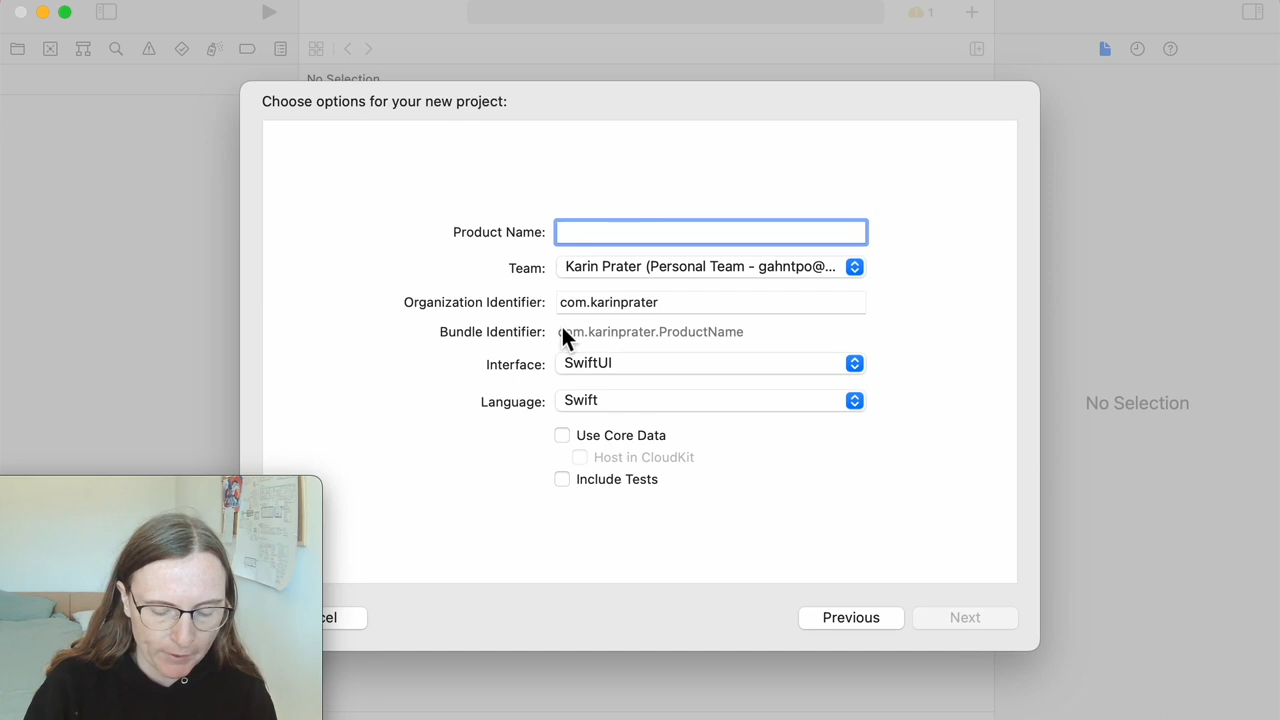 1
No Selection
Choose options for your new project:
Product Name:
Team: Karin Prater (Personal Team - gahntpo@...
Organization Identifier: com.karinprater
Bundle Identifier: com.karinprater.ProductName
Interface: SwiftUI
Language: Swift
Use Core Data
Host in CloudKit
Include Tests
No Selection
Previous
Next